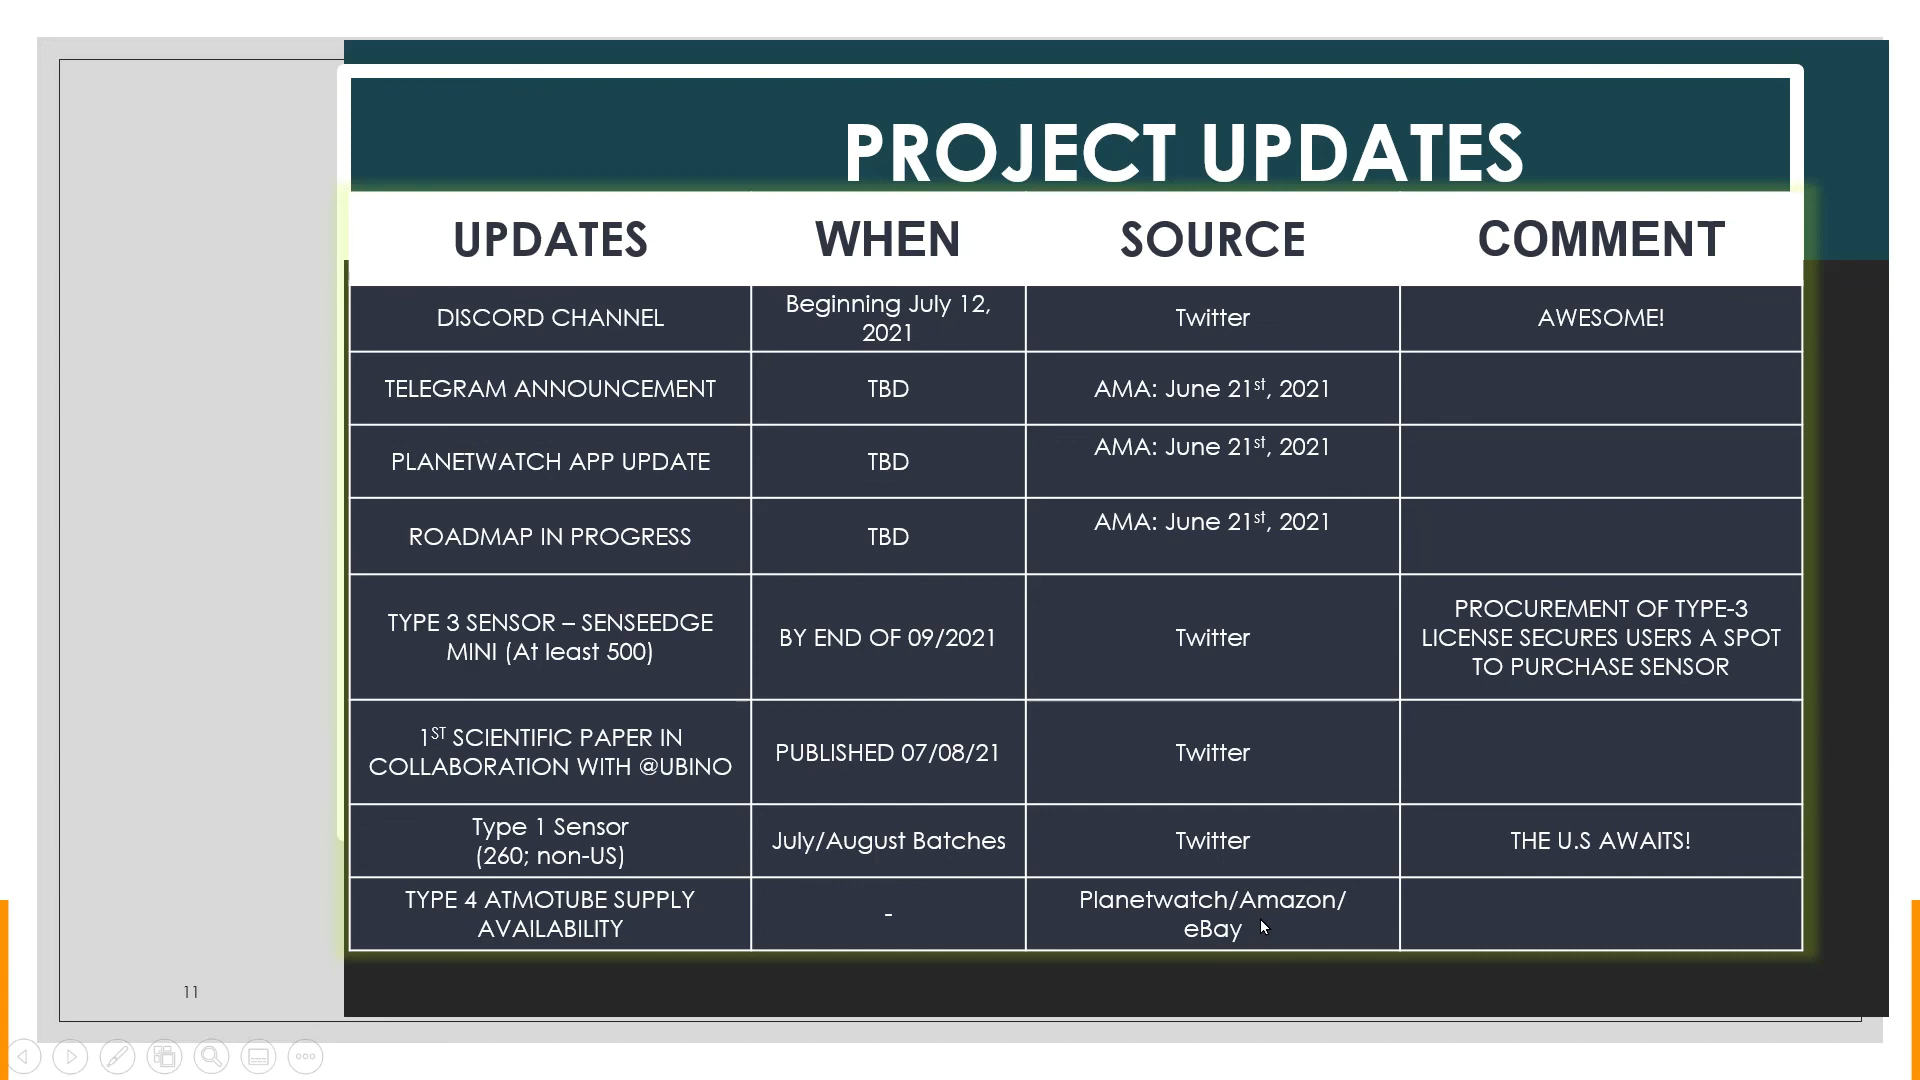 PROJECT UPDATES
UPDATES WHEN SOURCE COMMENT
DISCORD CHANNEL
Beginning July 12,
2021
Twitter
AWESOME!
TELEGRAM ANNOUNCEMENT
TBD
AMA: June 21st, 2021
PLANETWATCH APP UPDATE
TBD
AMA: June 21st, 2021
ROADMAP IN PROGRESS
TBD
AMA: June 21st, 2021
TYPE 3 SENSOR – SENSEEDGE
MINI (At least 500)
BY END OF 09/2021
Twitter
PROCUREMENT OF TYPE-3
LICENSE SECURES USERS A SPOT
TO PURCHASE SENSOR
1ST SCIENTIFIC PAPER IN
COLLABORATION WITH @UBINO
PUBLISHED 07/08/21
Twitter
Type 1 Sensor
(260; non-US)
July/August Batches
Twitter
THE U.S AWAITS!
TYPE 4 ATMOTUBE SUPPLY
AVAILABILITY
-
Planetwatch/Amazon/
eBay
11